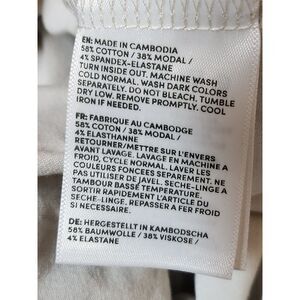 EN: MADE IN CAMBODIA
58% COTTON / 38% MODAL /
4% SPANDEX-ELASTANE
TURN INSIDE OUT. MACHINE WASH
COLD NORMAL. WASH DARK COLORS
SEPARATELY. DO NOT BLEACH. TUMBLE
DRY LOW. REMOVE PROMPTLY. COOL
IRON IF NEEDED.
FR: FABRIQUE AU CAMBODGE
58% COTON / 38% MODAL /
4% ELASTHANNE
RETOURNER/METTRE SUR L'ENVERS
AVANT LAVAGE. LAVAGE EN MACHINE A
FROID, CYCLE NORMAL. LAVER LES
COULEURS FONCEES SEPAREMENT. NE
PAS UTILISER DE JAVEL. SECHE-LINGE A
TAMBOUR BASSE TEMPERATURE.
SORTIR RAPIDEMENT L'ARTICLE DU
SECHE-LINGE. REPASSER A FER FROID
SI NECESSAIRE.
DE: HERGESTELLT IN KAMBODSCHA
58% BAUMWOLLE / 38% VISKOSE /
4% ELASTANE